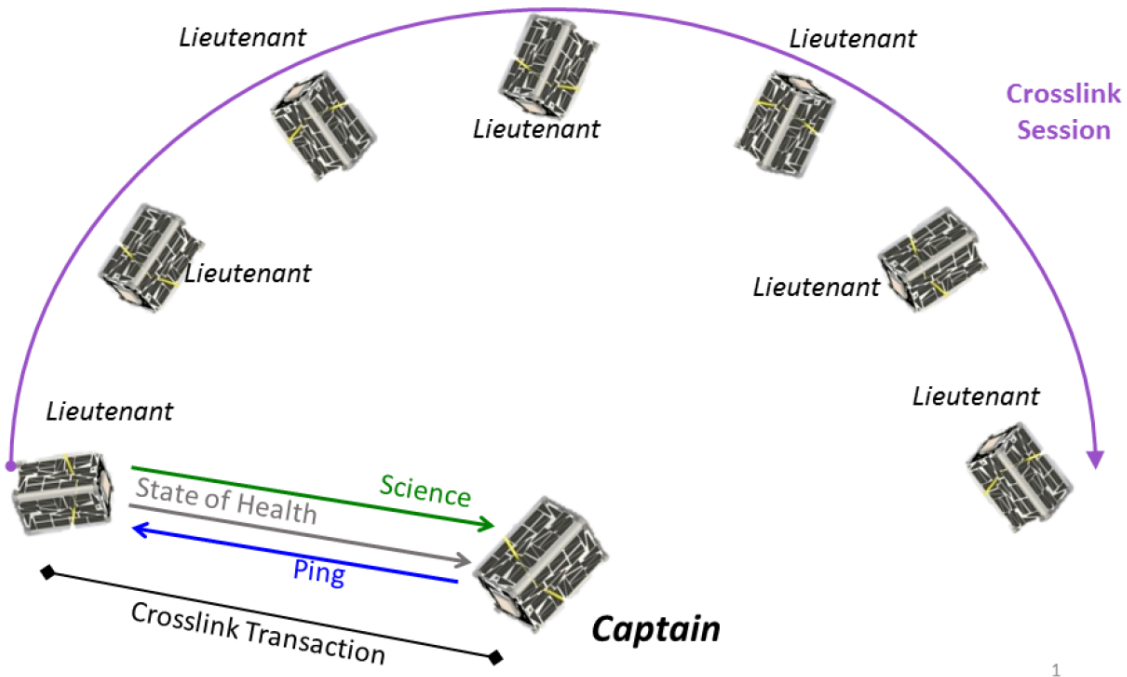 Lieutenant
Lieutenant
Lieutenant
Crosslink
Session
Lieutenant
Lieutenant
Lieutenant
Lieutenant
Science
State of Health
Ping
Crosslink Transaction
Captain
1